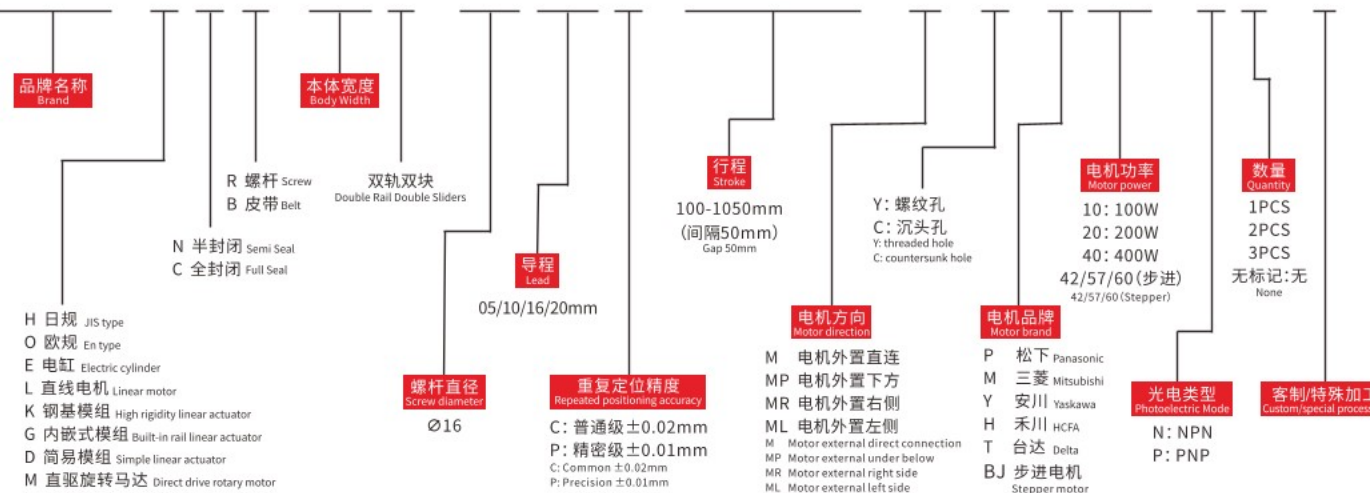 品牌名称
Brand
H 日规 JIS type
O 欧规 En type
E 电缸 Electric cylinder
L 直线电机 Linear motor
K 钢基模组 High rigidity linear actuator
G 内嵌式模组 Built-in rail linear actuator
D 简易模组 Simple linear actuator
M 直驱旋转马达 Direct drive rotary motor
N 半封闭 Semi Seal
C 全封闭 Full Seal
R 螺杆 Screw
B 皮带 Belt
本体宽度
Body Width
双轨双块
Double Rail Double Sliders
螺杆直径
Screw diameter
Ø16
导程
Lead
05/10/16/20mm
重复定位精度
Repeated positioning accuracy
C: 普通级±0.02mm
P: 精密级±0.01mm
C: Common ±0.02mm
P: Precision ±0.01mm
行程
Stroke
100-1050mm
(间隔50mm)
Gap 50mm
电机方向
Motor direction
M 电机外置直连
MP 电机外置下方
MR 电机外置右侧
ML 电机外置左侧
M Motor external direct connection
MP Motor external under below
MR Motor external right side
ML Motor external left side
Y: 螺纹孔
C: 沉头孔
Y: threaded hole
C: countersunk hole
电机品牌
Motor brand
P 松下 Panasonic
M 三菱 Mitsubishi
Y 安川 Yaskawa
H 禾川 HCFA
T 台达 Delta
BJ 步进电机
Stepper motor
电机功率
Motor power
10: 100W
20: 200W
40: 400W
42/57/60(步进)
42/57/60(Stepper)
光电类型
Photoelectric Mode
N: NPN
P: PNP
数量
Quantity
1PCS
2PCS
3PCS
无标记:无
None
客制/特殊加工
Custom/special process